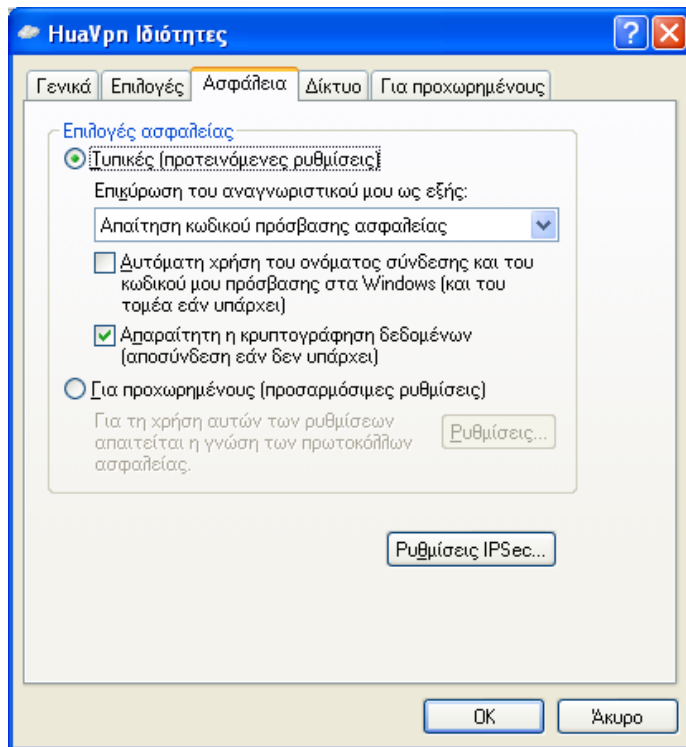 HuaVpn Ιδιότητες
Γενικά Επιλογές Ασφάλεια Δίκτυο Για προχωρημένους
Επιλογές ασφαλείας
Τυπικές (προτεινόμενες ρυθμίσεις)
Επικύρωση του αναγνωριστικού μου ως εξής:
Απαίτηση κωδικού πρόσβασης ασφαλείας
Αυτόματη χρήση του ονόματος σύνδεσης και του
κωδικού μου πρόσβασης στα Windows (και του
τομέα εάν υπάρχει)
Απαραίτητη η κρυπτογράφηση δεδομένων
(αποσύνδεση εάν δεν υπάρχει)
Για προχωρημένους (προσαρμόσιμες ρυθμίσεις)
Για τη χρήση αυτών των ρυθμίσεων
απαιτείται η γνώση των πρωτοκόλλων
ασφαλείας.
Ρυθμίσεις...
Ρυθμίσεις IPSec...
OK Άκυρο